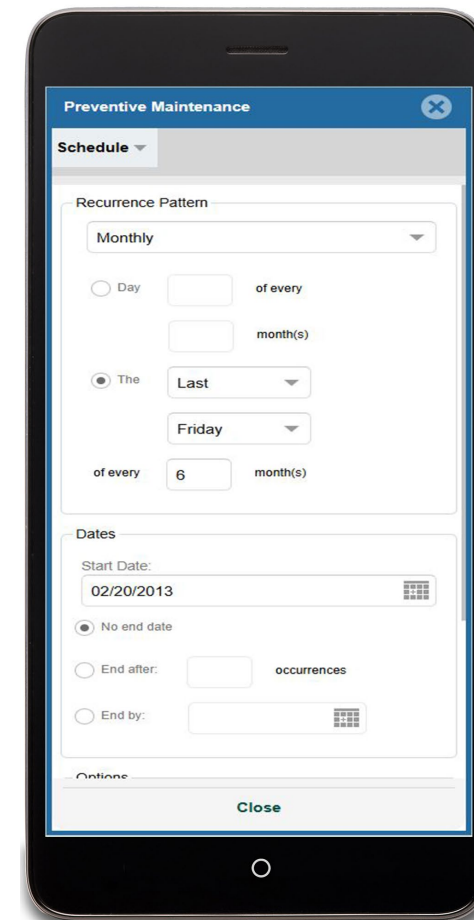 Preventive Maintenance
Schedule
Recurrence Pattern
Monthly
Day of every
month(s)
The Last
Friday
of every 6 month(s)
Dates
Start Date:
02/20/2013
No end date
End after: occurrences
End by:
Options
Close